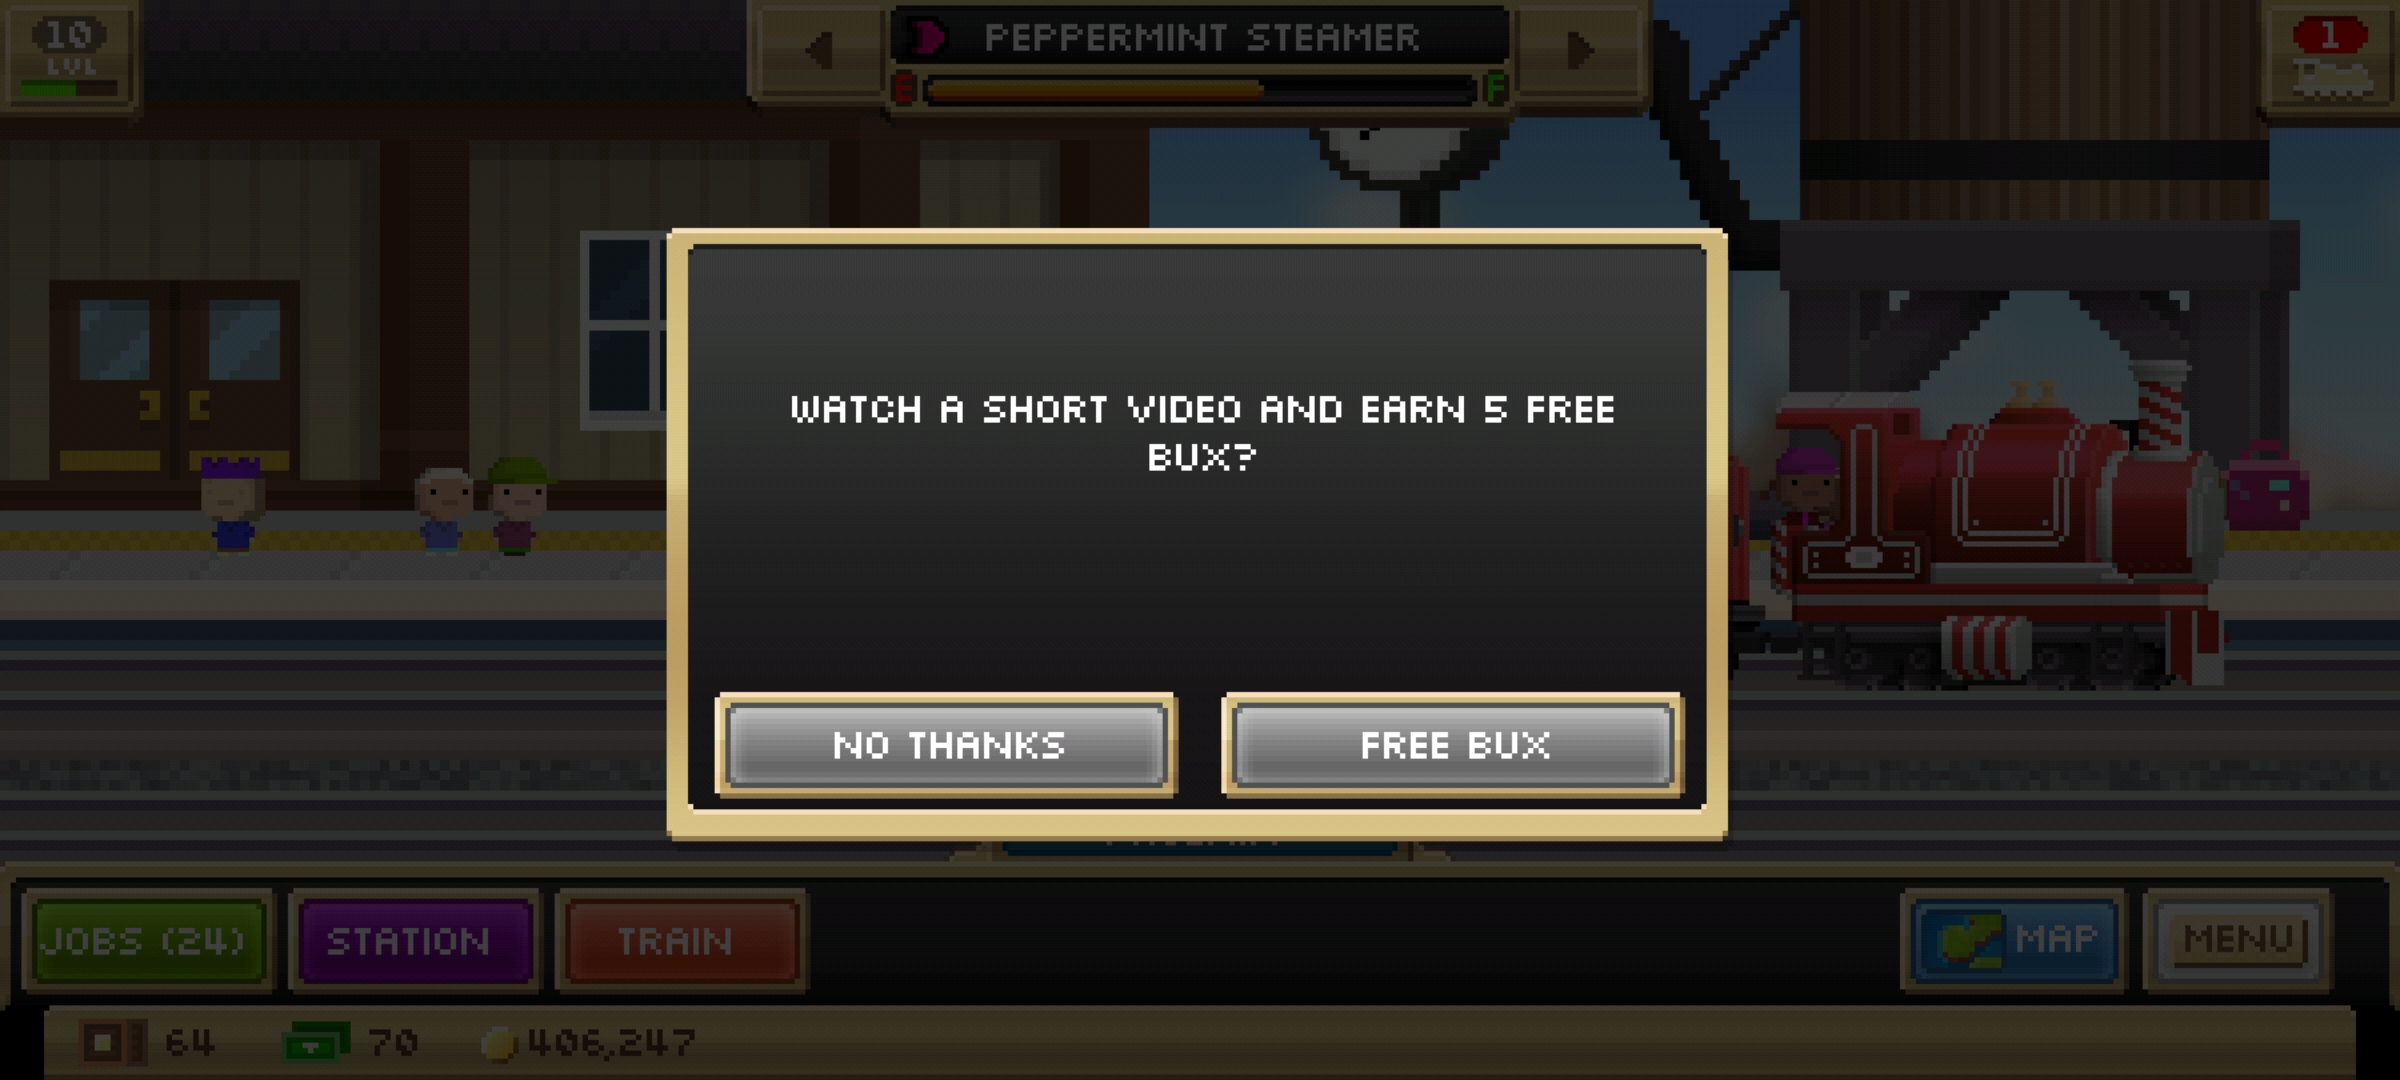 10
LVL
PEPPERMINT STEAMER
E
F
1
WATCH A SHORT VIDEO AND EARN 5 FREE
BUX?
NO THANKS
FREE BUX
JOBS (24)
STATION
TRAIN
MAP
MENU
64
70
406,247